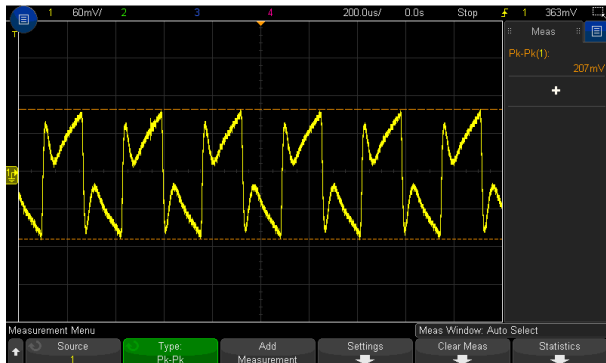 1 60mV/ 2 3 4 200.0us/ 0.0s Stop 1 363mV
T
Meas
Pk-Pk(1):
207mV
1
Measurement Menu
Meas Window: Auto Select
Source Type: Add Settings Clear Meas Statistics
1 Pk-Pk Measurement